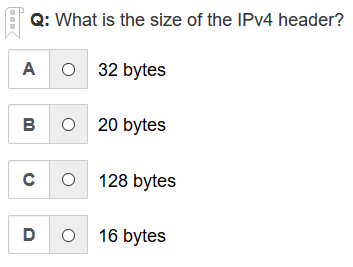 Q: What is the size of the IPv4 header?
A 32 bytes
B 20 bytes
C 128 bytes
D 16 bytes